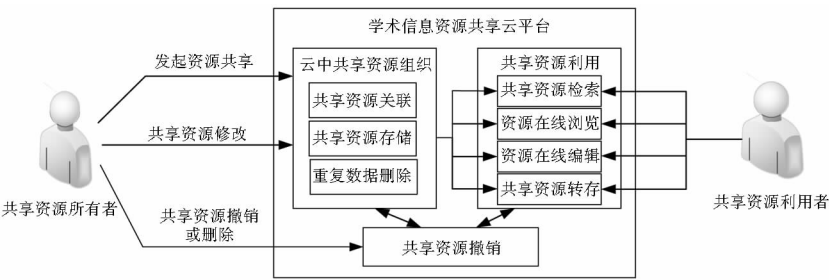 学术信息资源共享云平台
发起资源共享
共享资源修改
共享资源撤销
或删除
共享资源所有者
云中共享资源组织
共享资源关联
共享资源存储
重复数据删除
共享资源利用
共享资源检索
资源在线浏览
资源在线编辑
共享资源转存
共享资源撤销
共享资源利用者